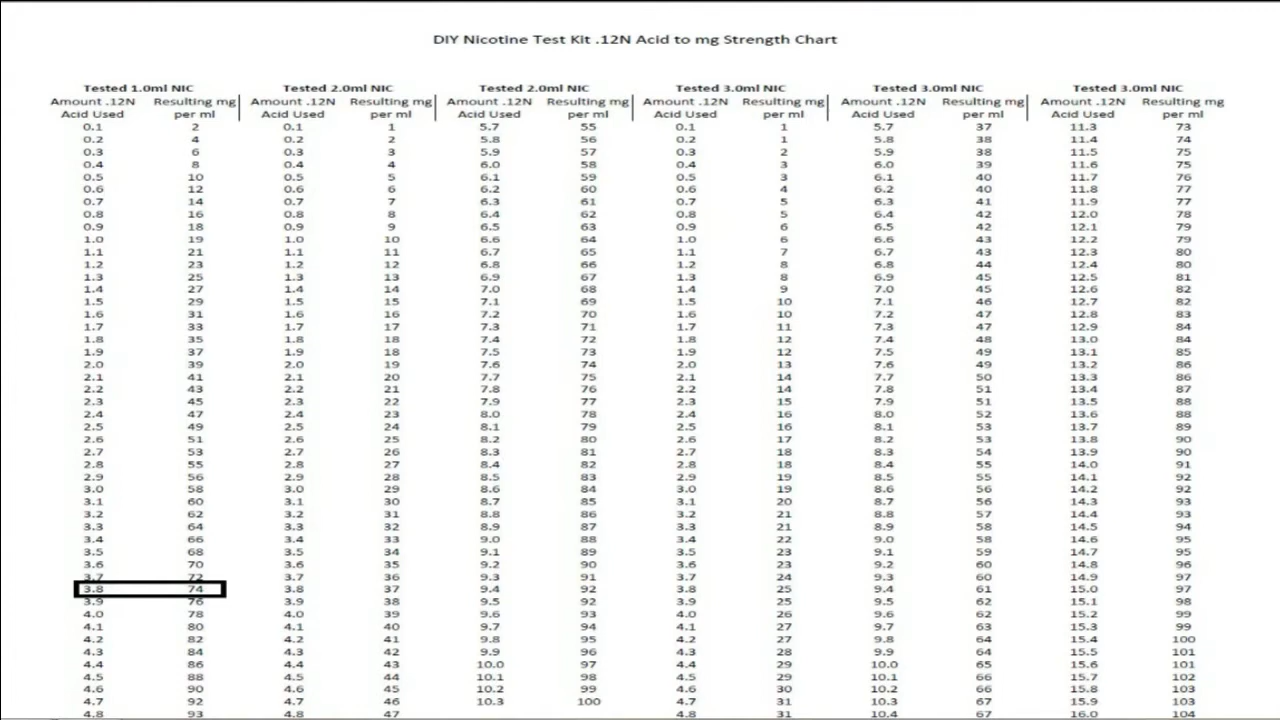 DIY Nicotine Test Kit .12N Acid to mg Strength Chart
Tested 1.0ml NIC Tested 2.0ml NIC Tested 2.0ml NIC Tested 3.0ml NIC Tested 3.0ml NIC Tested 3.0ml NIC
Amount .12N Resulting mg Amount .12N Resulting mg Amount .12N Resulting mg Amount .12N Resulting mg Amount .12N Resulting mg Amount .12N Resulting mg
Acid Used per ml Acid Used per ml Acid Used per ml Acid Used per ml Acid Used per ml Acid Used per ml
0.1 2 0.1 1 5.7 55 0.1 1 5.7 37 11.3 73
0.2 4 0.2 2 5.8 56 0.2 1 5.8 38 11.4 74
0.3 6 0.3 3 5.9 57 0.3 2 5.9 38 11.5 75
0.4 8 0.4 4 6.0 58 0.4 3 6.0 39 11.6 75
0.5 10 0.5 5 6.1 59 0.5 3 6.1 40 11.7 76
0.6 12 0.6 6 6.2 60 0.6 4 6.2 40 11.8 77
0.7 14 0.7 7 6.3 61 0.7 5 6.3 41 11.9 77
0.8 16 0.8 8 6.4 62 0.8 5 6.4 42 12.0 78
0.9 18 0.9 9 6.5 63 0.9 6 6.5 42 12.1 79
1.0 19 1.0 10 6.6 64 1.0 6 6.6 43 12.2 79
1.1 21 1.1 11 6.7 65 1.1 7 6.7 43 12.3 80
1.2 23 1.2 12 6.8 66 1.2 8 6.8 44 12.4 80
1.3 25 1.3 13 6.9 67 1.3 8 6.9 45 12.5 81
1.4 27 1.4 14 7.0 68 1.4 9 7.0 45 12.6 82
1.5 29 1.5 15 7.1 69 1.5 10 7.1 46 12.7 82
1.6 31 1.6 16 7.2 70 1.6 10 7.2 47 12.8 83
1.7 33 1.7 17 7.3 71 1.7 11 7.3 47 12.9 84
1.8 35 1.8 18 7.4 72 1.8 12 7.4 48 13.0 84
1.9 37 1.9 18 7.5 73 1.9 12 7.5 49 13.1 85
2.0 39 2.0 19 7.6 74 2.0 13 7.6 49 13.2 86
2.1 41 2.1 20 7.7 75 2.1 14 7.7 50 13.3 86
2.2 43 2.2 21 7.8 76 2.2 14 7.8 51 13.4 87
2.3 45 2.3 22 7.9 77 2.3 15 7.9 51 13.5 88
2.4 47 2.4 23 8.0 78 2.4 16 8.0 52 13.6 88
2.5 49 2.5 24 8.1 79 2.5 16 8.1 53 13.7 89
2.6 51 2.6 25 8.2 80 2.6 17 8.2 53 13.8 90
2.7 53 2.7 26 8.3 81 2.7 18 8.3 54 13.9 90
2.8 55 2.8 27 8.4 82 2.8 18 8.4 55 14.0 91
2.9 56 2.9 28 8.5 83 2.9 19 8.5 55 14.1 92
3.0 58 3.0 29 8.6 84 3.0 19 8.6 56 14.2 92
3.1 60 3.1 30 8.7 85 3.1 20 8.7 56 14.3 93
3.2 62 3.2 31 8.8 86 3.2 21 8.8 57 14.4 93
3.3 64 3.3 32 8.9 87 3.3 21 8.9 58 14.5 94
3.4 66 3.4 33 9.0 88 3.4 22 9.0 58 14.6 95
3.5 68 3.5 34 9.1 89 3.5 23 9.1 59 14.7 95
3.6 70 3.6 35 9.2 90 3.6 23 9.2 60 14.8 96
3.7 72 3.7 36 9.3 91 3.7 24 9.3 60 14.9 97
3.8 74 3.8 37 9.4 92 3.8 25 9.4 61 15.0 97
3.9 76 3.9 38 9.5 92 3.9 25 9.5 62 15.1 98
4.0 78 4.0 39 9.6 93 4.0 26 9.6 62 15.2 99
4.1 80 4.1 40 9.7 94 4.1 27 9.7 63 15.3 99
4.2 82 4.2 41 9.8 95 4.2 27 9.8 64 15.4 100
4.3 84 4.3 42 9.9 96 4.3 28 9.9 64 15.5 101
4.4 86 4.4 43 10.0 97 4.4 29 10.0 65 15.6 101
4.5 88 4.5 44 10.1 98 4.5 29 10.1 66 15.7 102
4.6 90 4.6 45 10.2 99 4.6 30 10.2 66 15.8 103
4.7 92 4.7 46 10.3 100 4.7 31 10.3 67 15.9 103
4.8 93 4.8 47 4.8 31 10.4 67 16.0 104